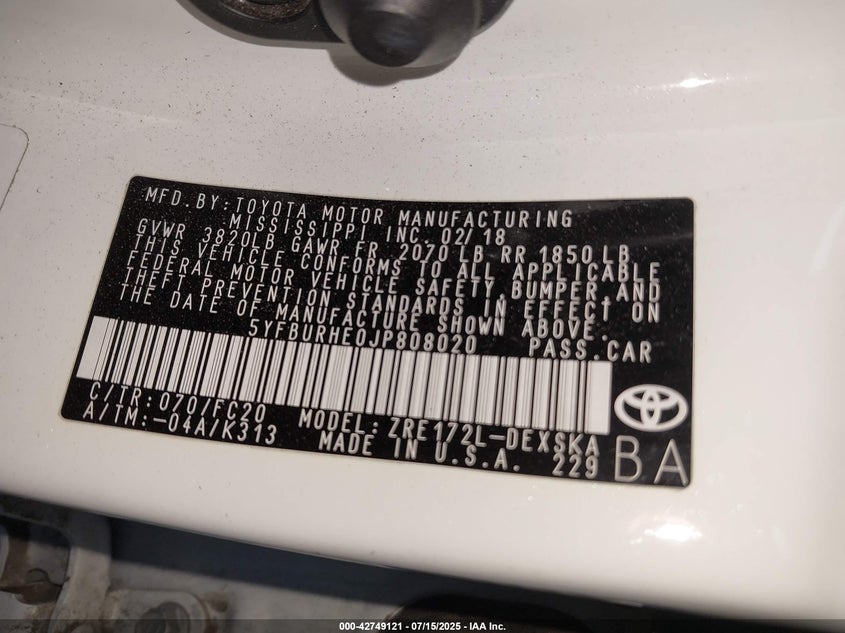 MFD.BY:TOYOTA MOTOR MANUFACTURING
MISSISSIPPI INC. 02/18
GVWR 3820LB GAWR FR 2070 LB RR 1850 LB
THIS VEHICLE CONFORMS TO ALL APPLICABLE
FEDERAL MOTOR VEHICLE SAFETY,BUMPER,AND
THEFT PREVENTION STANDARDS IN EFFECT ON
THE DATE OF MANUFACTURE SHOWN ABOVE.
5YFBURHE0JP808020 PASS.CAR
C/TR:070/FC20 MODEL:ZRE172L-DEXSKA
A/TM:-04A/K313 MADE IN U.S.A. 229
BA
000-42749121 | 07/15/2025 | IAA Inc.